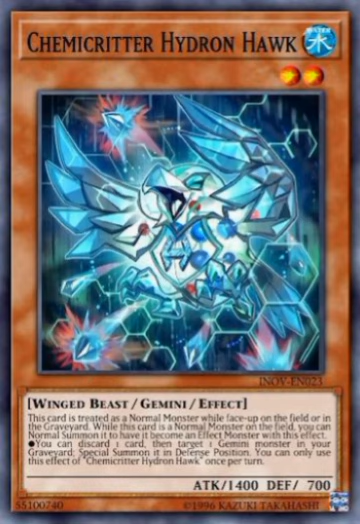 CHEMICRITTER HYDRON HAWK
WATER
水
INOV-EN023
[WINGED BEAST / GEMINI / EFFECT]
This card is treated as a Normal Monster while face-up on the field or in
the Graveyard. While this card is a Normal Monster on the field, you can
Normal Summon it to have it become an Effect Monster with this effect.
●You can discard 1 card, then target 1 Gemini monster in your
Graveyard; Special Summon it in Defense Position. You can only use
this effect of "Chemicritter Hydron Hawk" once per turn.
ATK/1400 DEF/ 700
55100740
©1996 KAZUKI TAKAHASHI